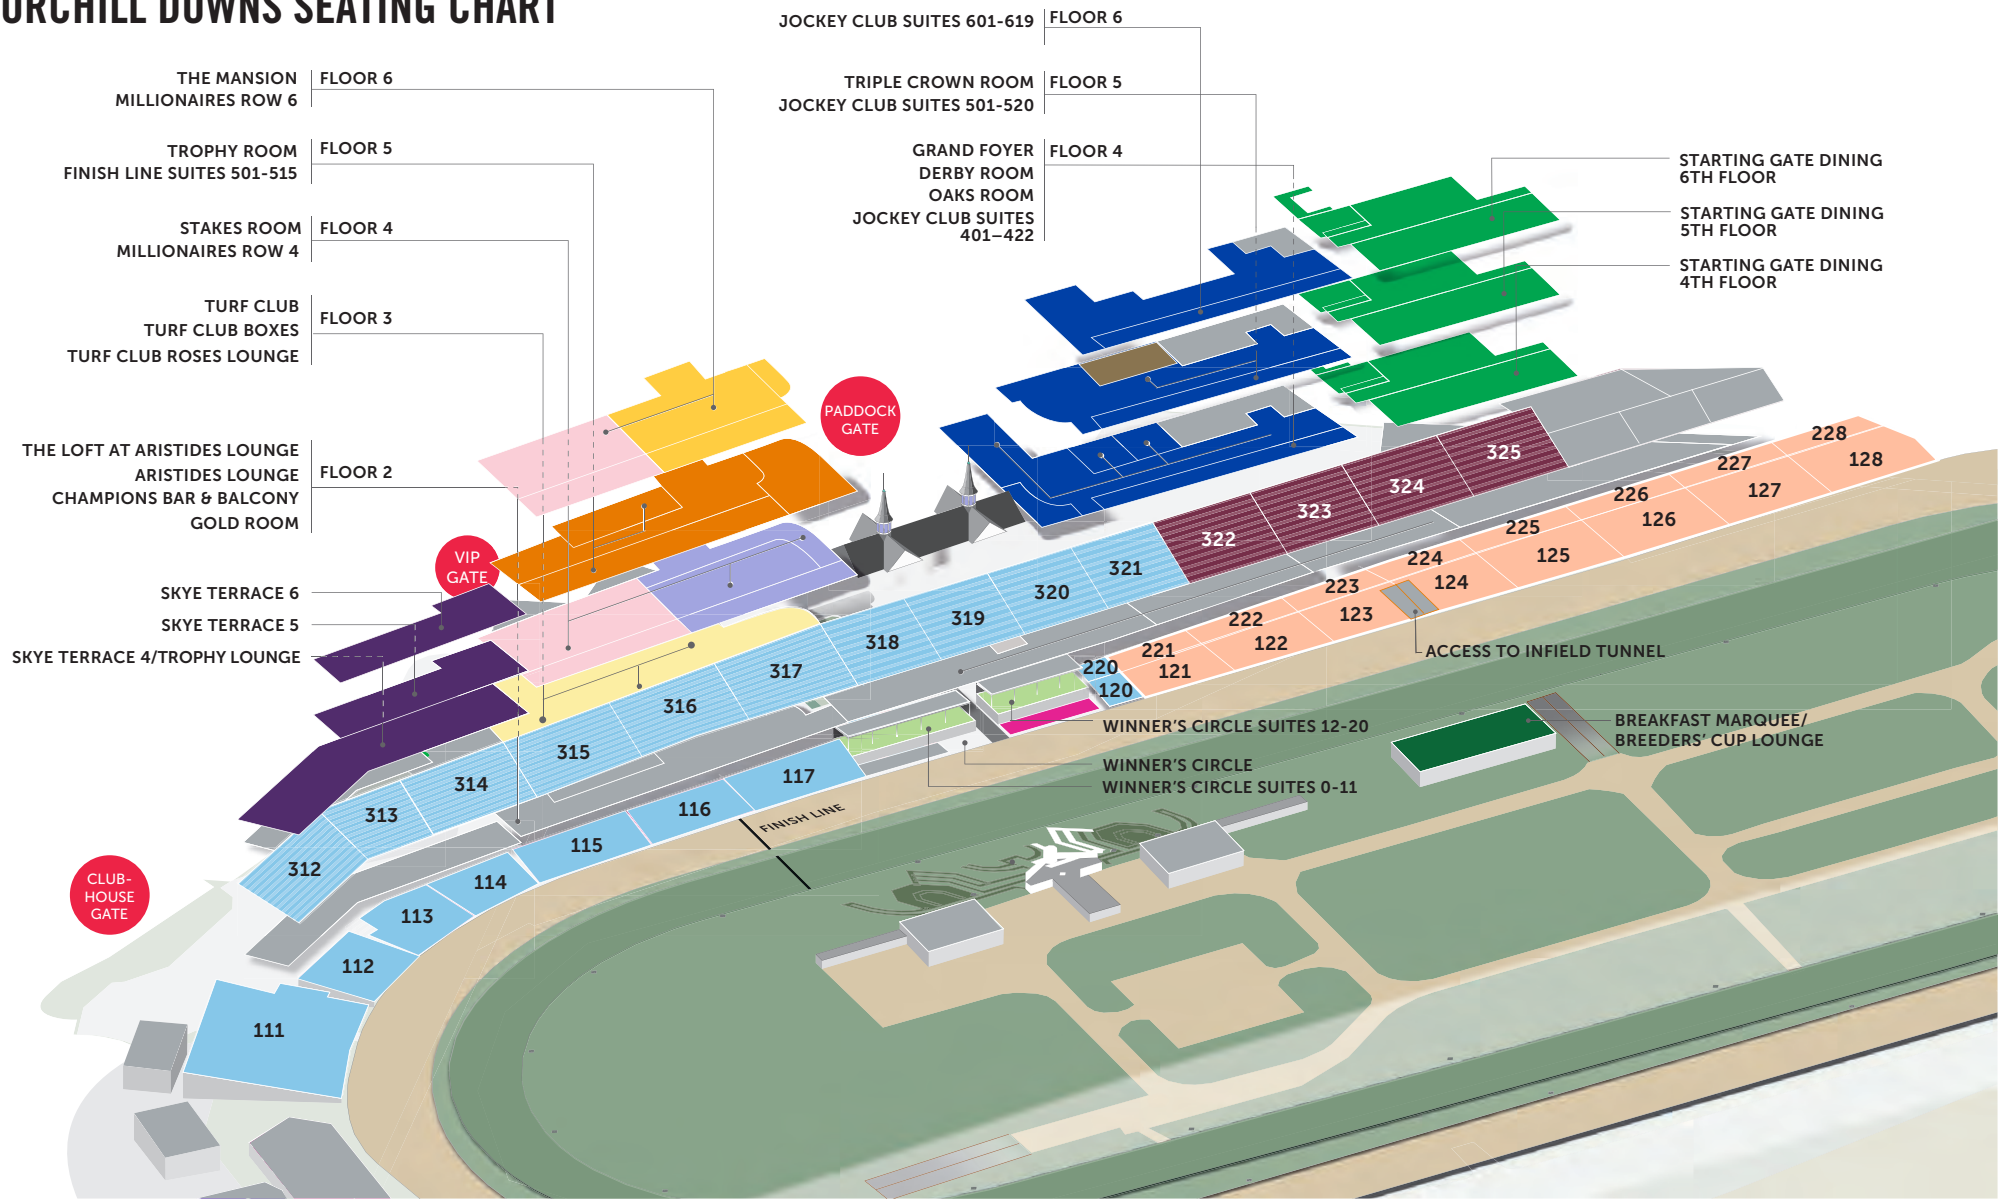 URCHILL DOWNS SEATING CHART
THE MANSION
MILLIONAIRES ROW 6
FLOOR 6
TROPHY ROOM
FINISH LINE SUITES 501-515
FLOOR 5
STAKES ROOM
MILLIONAIRES ROW 4
FLOOR 4
TURF CLUB
TURF CLUB BOXES
TURF CLUB ROSES LOUNGE
FLOOR 3
THE LOFT AT ARISTIDES LOUNGE
ARISTIDES LOUNGE
CHAMPIONS BAR & BALCONY
GOLD ROOM
FLOOR 2
SKYE TERRACE 6
SKYE TERRACE 5
SKYE TERRACE 4/TROPHY LOUNGE
JOCKEY CLUB SUITES 601-619
FLOOR 6
TRIPLE CROWN ROOM
JOCKEY CLUB SUITES 501-520
FLOOR 5
GRAND FOYER
DERBY ROOM
OAKS ROOM
JOCKEY CLUB SUITES
401–422
FLOOR 4
STARTING GATE DINING
6TH FLOOR
STARTING GATE DINING
5TH FLOOR
STARTING GATE DINING
4TH FLOOR
PADDOCK
GATE
VIP
GATE
CLUB-
HOUSE
GATE
312
313
314
315
316
317
318
319
320
321
322
323
324
325
111
112
113
114
115
116
117
220
120
221
121
222
122
223
123
224
124
225
125
226
126
227
127
228
128
ACCESS TO INFIELD TUNNEL
WINNER'S CIRCLE SUITES 12-20
WINNER'S CIRCLE
WINNER'S CIRCLE SUITES 0-11
BREAKFAST MARQUEE/
BREEDERS' CUP LOUNGE
FINISH LINE